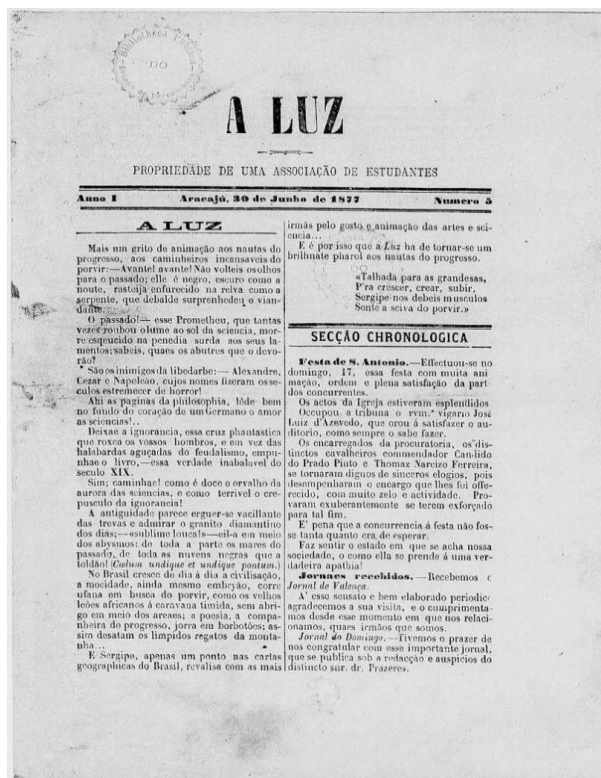 Bibliotheca
DO
A LUZ
PROPRIEDADE DE UMA ASSOCIAÇÃO DE ESTUDANTES
Anno I Aracajú, 30 de Junho de 1877 Numero 5
A LUZ
Mais um grito de animação aos nautas do
progresso, aos caminheiros incansaveis do
porvir:—Avante! avante! Não volteis os olhos
para o passado; elle é negro, escuro como a
noute, rasteija enfurecido na relva como a
serpente, que debalde surprenhedeu o vian-
dante.
O passado!— esse Prometheu, que tantas
vezes roubou o lume ao sol da sciencia, mor-
re esquecido na penedia surda aos seus la-
mentos; sabeis, quaes os abutres que o devo-
rão?
São os inimigos da libedarbe:— Alexandre,
Cezar e Napoleão, cujos nomes fizeram os se-
culos estremecer de horror!
Ahi as paginas da philosophia, lêde bem
no fundo do coração de um Germano o amor
as sciencias!..
Deixae a ignorancia, essa cruz phantastica
que roxea os vossos hombros, e em vez das
halabardas aguçadas do feudalismo, empu-
nhae o livro,—essa verdade inabalavel do
seculo XIX.
Sim; caminhae! como é doce o orvalho da
aurora das sciencias, e como terrivel o cre-
pusculo da ignorancia!
A antiguidade parece erguer-se vacillante
das trevas e admirar o granito diamantino
dos dias;—«sublime louca!»—eil-a em meio
dos abysmos: de toda a parte os mares do
passado, de toda as nuvens negras que a
toldão! (Cœlum undique et undique pontum.)
No Brasil cresce de dia á dia a civilisação,
a mocidade, ainda mesmo embryão, corre
ufana em busca do porvir, como os velhos
leões africanos á caravana timida, sem abri-
go em meio dos areaes; a poesia, a rompa-
nheira do progresso, jorra em borbotões; as-
sim desatam os limpidos regatos da monta-
nha...
E Sergipe, apenas um ponto nas cartas
geographicas do Brasil, revalisa com as mais
irmãs pelo gosto e animação das artes e sci-
encia...
E é por isso que a Luz ha de tornar-se um
brilhnate pharol aos nautas do progresso.
«Talhada para as grandesas,
P'ra crescer, crear, subir,
Sergipe nos debeis musculos
Sente a seiva do porvir.»
SECÇÃO CHRONOLOGICA
Festa de S. Antonio.—Effectuou-se no
domingo, 17, essa festa com muita ani-
mação, ordem e plena satisfação da part
dos concurrentes.
Os actos da Igreja estiveram esplendidos
Occupou a tribuna o rvm.º vigario José
Luiz d'Azevedo, que orou á satisfazer o au-
ditorio, como sempre o sabe fazer.
Os encarregados da procuratoria, os dis-
tinctos cavalheiros commendador Candido
do Prado Pinto e Thomaz Narcizo Ferreira,
se tornaram dignos de sinceros elogios, pois
desempenharam o encargo que lhes foi offe-
recido, com muito zelo e actividade. Pro-
varam exuberantemente se terem exforçado
para tal fim.
E' pena que a concurrencia á festa não fos-
se tanta quanto era de esperar.
Faz sentir o estado em que se acha nossa
sociedade, o como ella se prende á uma ver-
dadeira apathia!
Jornaes recebidos.—Recebemos c
Jornal de Valença.
A' esse sensato e bem elaborado periodicc
agradecemos a sua visita, e o cumprimenta-
mos desde esse momento em que nos relaci-
onamos, quaes irmãos que somos.
Jornal do Domingo.—Tivemos o prazer de
nos congratular com esse importante jornal,
que se publica sob a redacção e auspicios do
distincto snr. dr. Prazeres.